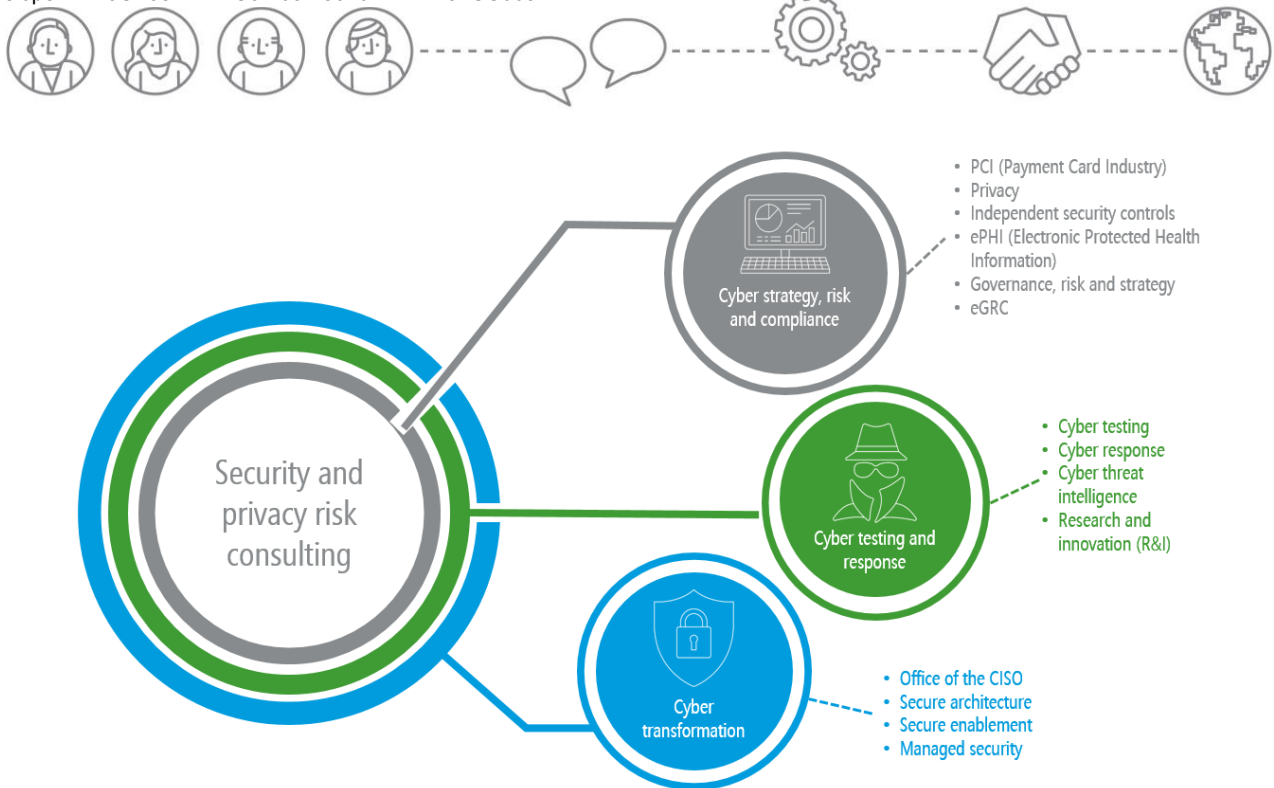 Security and
privacy risk
consulting
Cyber strategy, risk
and compliance
• PCI (Payment Card Industry)
• Privacy
• Independent security controls
• ePHI (Electronic Protected Health
Information)
• Governance, risk and strategy
• eGRC
Cyber testing and
response
• Cyber testing
• Cyber response
• Cyber threat
intelligence
• Research and
innovation (R&I)
Cyber
transformation
• Office of the CISO
• Secure architecture
• Secure enablement
• Managed security